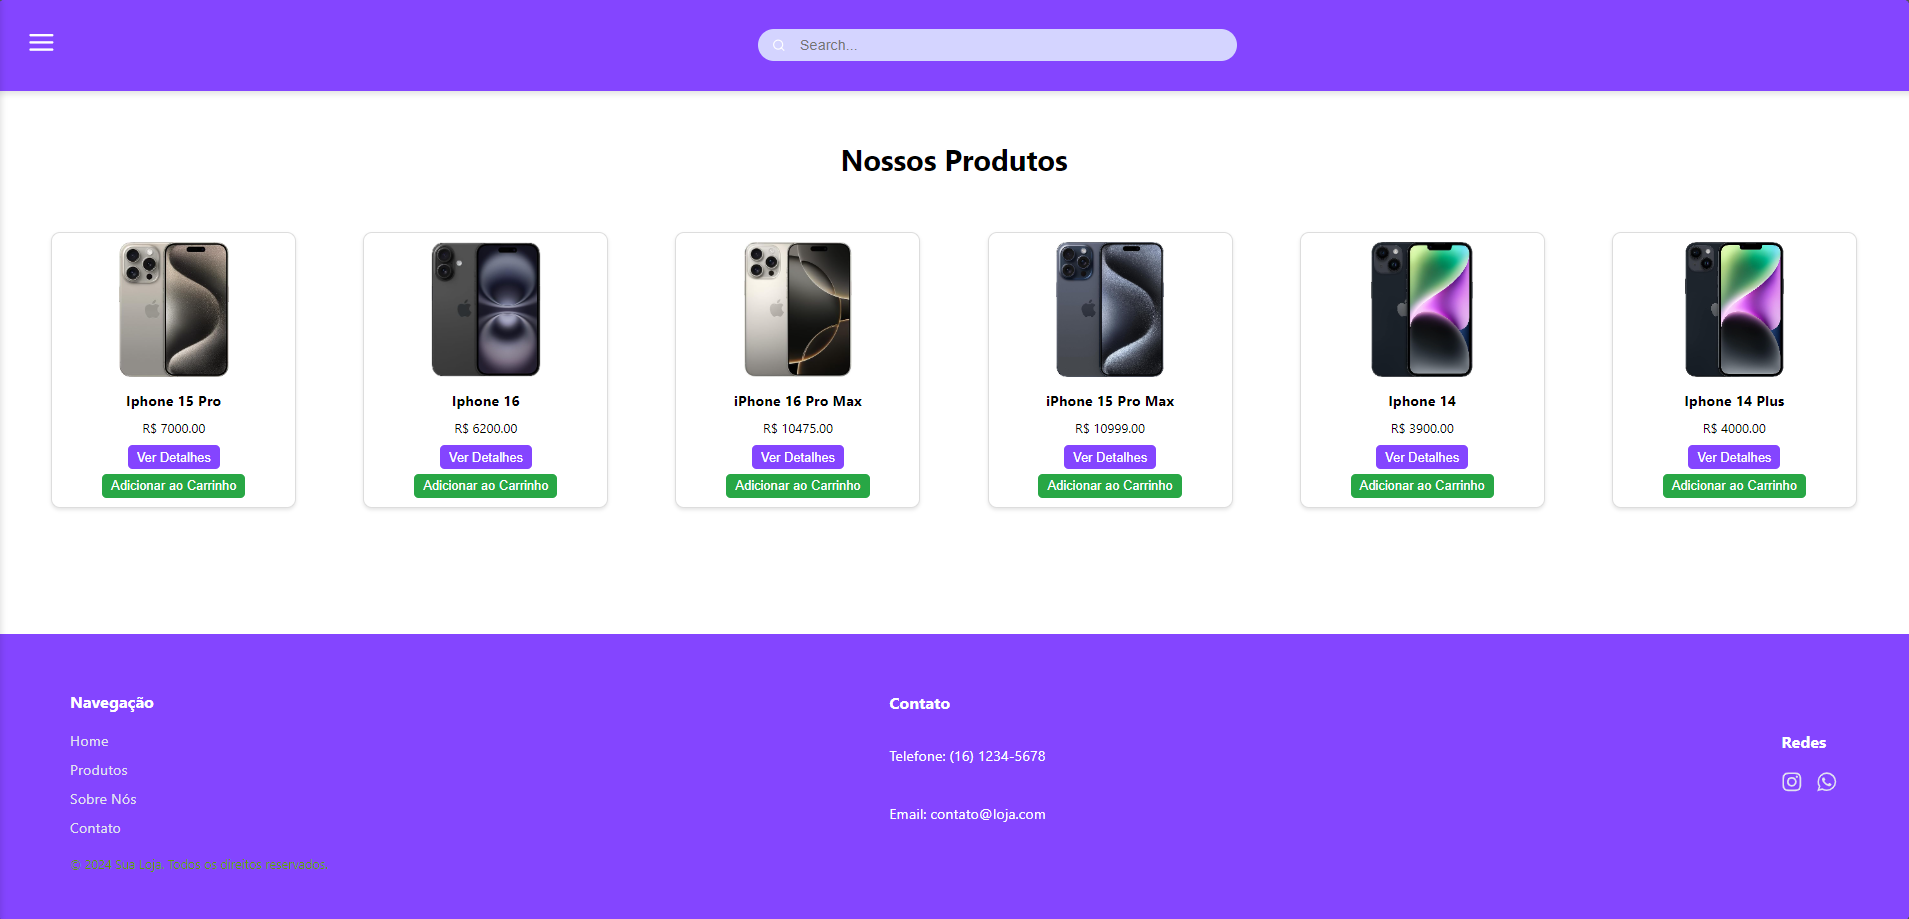 Search...
Nossos Produtos
Iphone 15 Pro
R$ 7000.00
Ver Detalhes
Adicionar ao Carrinho
Iphone 16
R$ 6200.00
Ver Detalhes
Adicionar ao Carrinho
iPhone 16 Pro Max
R$ 10475.00
Ver Detalhes
Adicionar ao Carrinho
iPhone 15 Pro Max
R$ 10999.00
Ver Detalhes
Adicionar ao Carrinho
Iphone 14
R$ 3900.00
Ver Detalhes
Adicionar ao Carrinho
Iphone 14 Plus
R$ 4000.00
Ver Detalhes
Adicionar ao Carrinho
Navegação
Home
Produtos
Sobre Nós
Contato
© 2024 Sua Loja. Todos os direitos reservados.
Contato
Telefone: (16) 1234-5678
Email: contato@loja.com
Redes